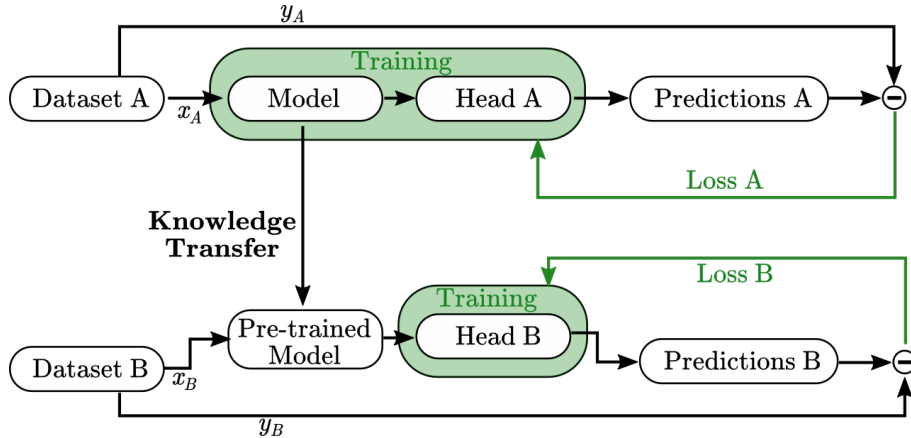 y_A
Training
Dataset A
x_A
Model
Head A
Predictions A
−
Loss A
Knowledge
Transfer
Loss B
Training
Pre-trained
Model
Head B
Dataset B
x_B
Predictions B
−
y_B